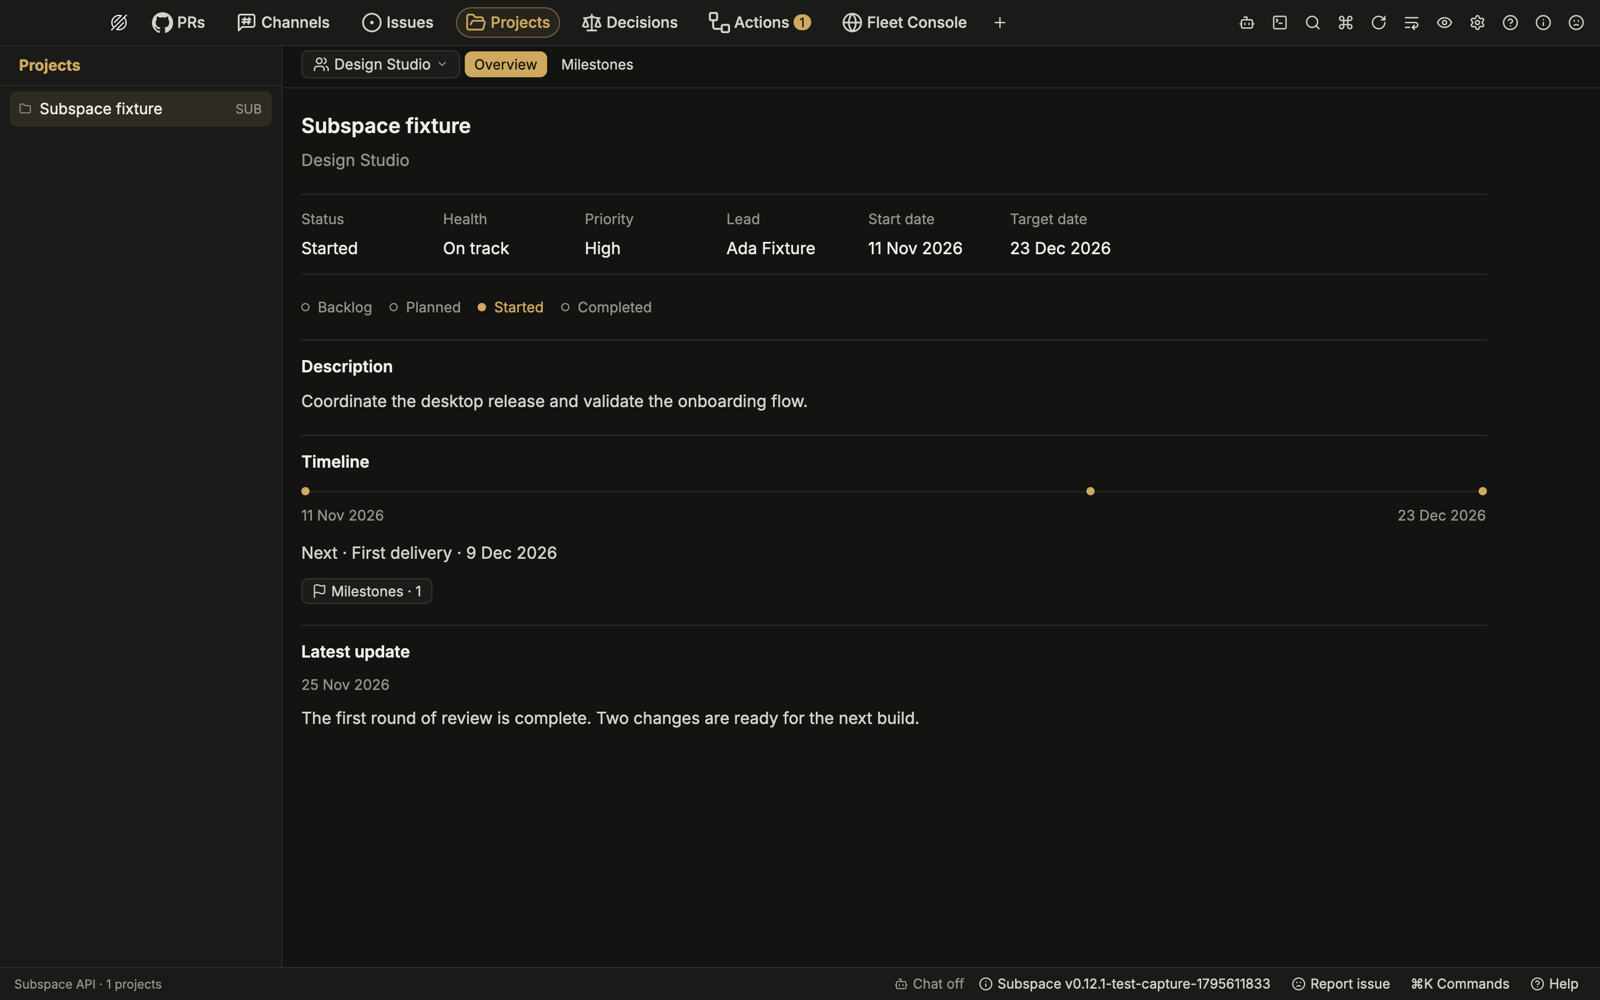 PRs Channels Issues Projects Decisions Actions 1 Fleet Console
Projects
Subspace fixture SUB
Design Studio Overview Milestones
Subspace fixture
Design Studio
Status Health Priority Lead Start date Target date
Started On track High Ada Fixture 11 Nov 2026 23 Dec 2026
Backlog Planned Started Completed
Description
Coordinate the desktop release and validate the onboarding flow.
Timeline
11 Nov 2026 23 Dec 2026
Next · First delivery · 9 Dec 2026
Milestones · 1
Latest update
25 Nov 2026
The first round of review is complete. Two changes are ready for the next build.
Subspace API · 1 projects Chat off Subspace v0.12.1-test-capture-1795611833 Report issue ⌘K Commands Help